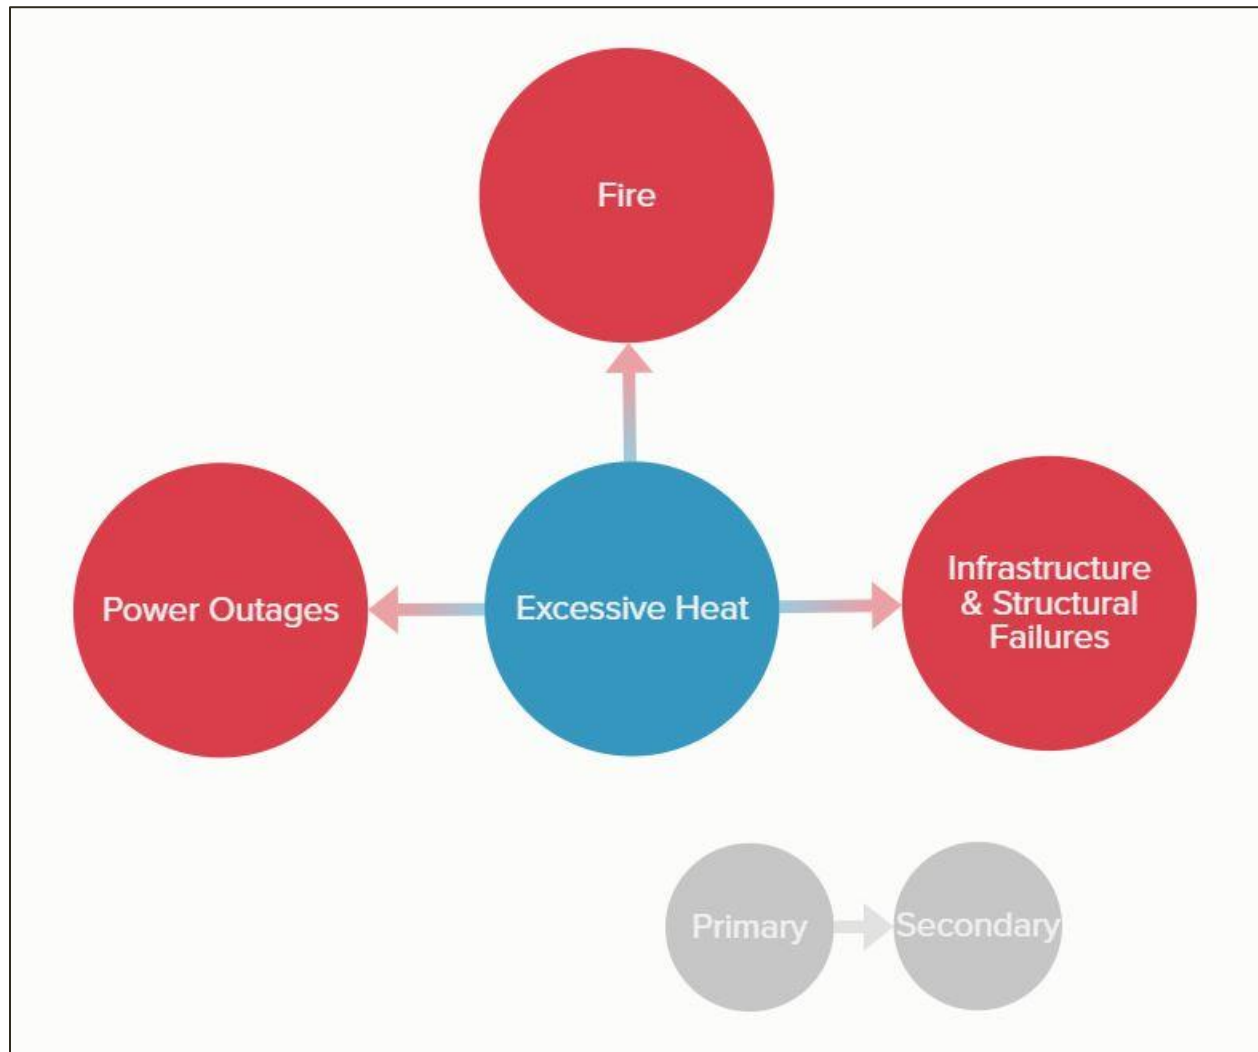 Fire
Power Outages
Excessive Heat
Infrastructure
& Structural
Failures
Primary
Secondary